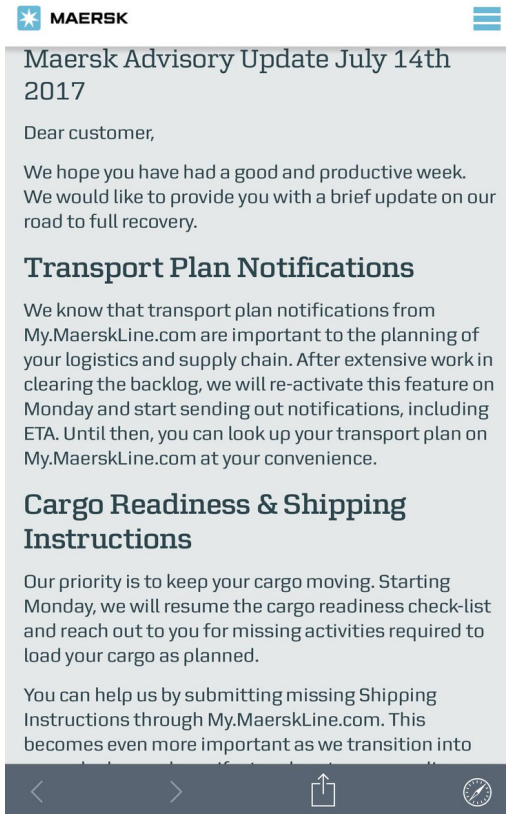 MAERSK
Maersk Advisory Update July 14th
2017
Dear customer,
We hope you have had a good and productive week.
We would like to provide you with a brief update on our
road to full recovery.
Transport Plan Notifications
We know that transport plan notifications from
My.MaerskLine.com are important to the planning of
your logistics and supply chain. After extensive work in
clearing the backlog, we will re-activate this feature on
Monday and start sending out notifications, including
ETA. Until then, you can look up your transport plan on
My.MaerskLine.com at your convenience.
Cargo Readiness & Shipping
Instructions
Our priority is to keep your cargo moving. Starting
Monday, we will resume the cargo readiness check-list
and reach out to you for missing activities required to
load your cargo as planned.
You can help us by submitting missing Shipping
Instructions through My.MaerskLine.com. This
becomes even more important as we transition into